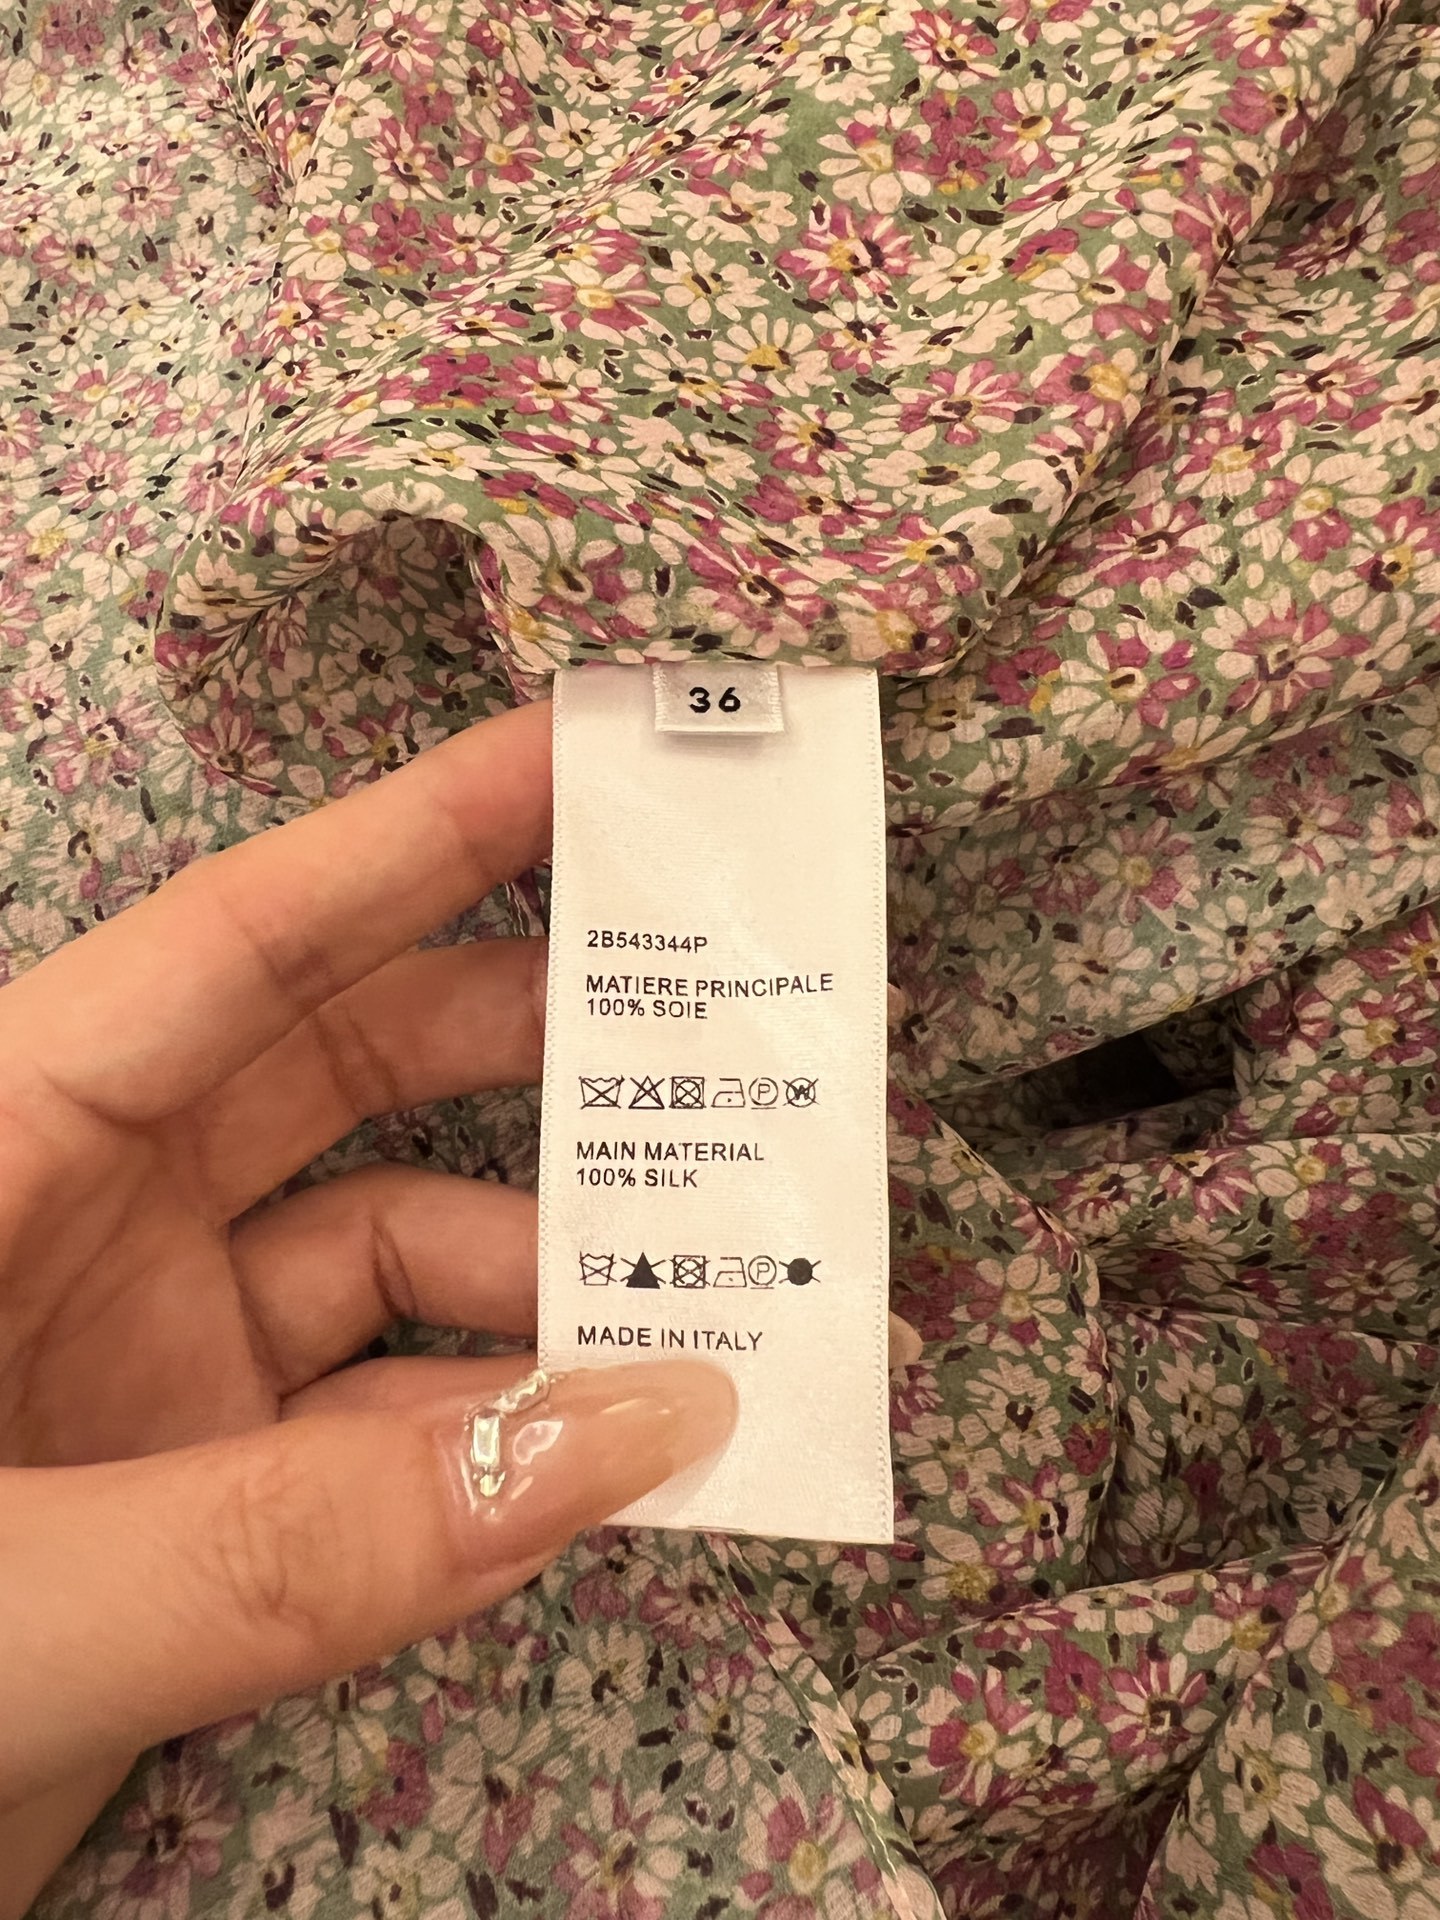 36
2B543344P
MATIERE PRINCIPALE
100% SOIE
P W
MAIN MATERIAL
100% SILK
P
MADE IN ITALY